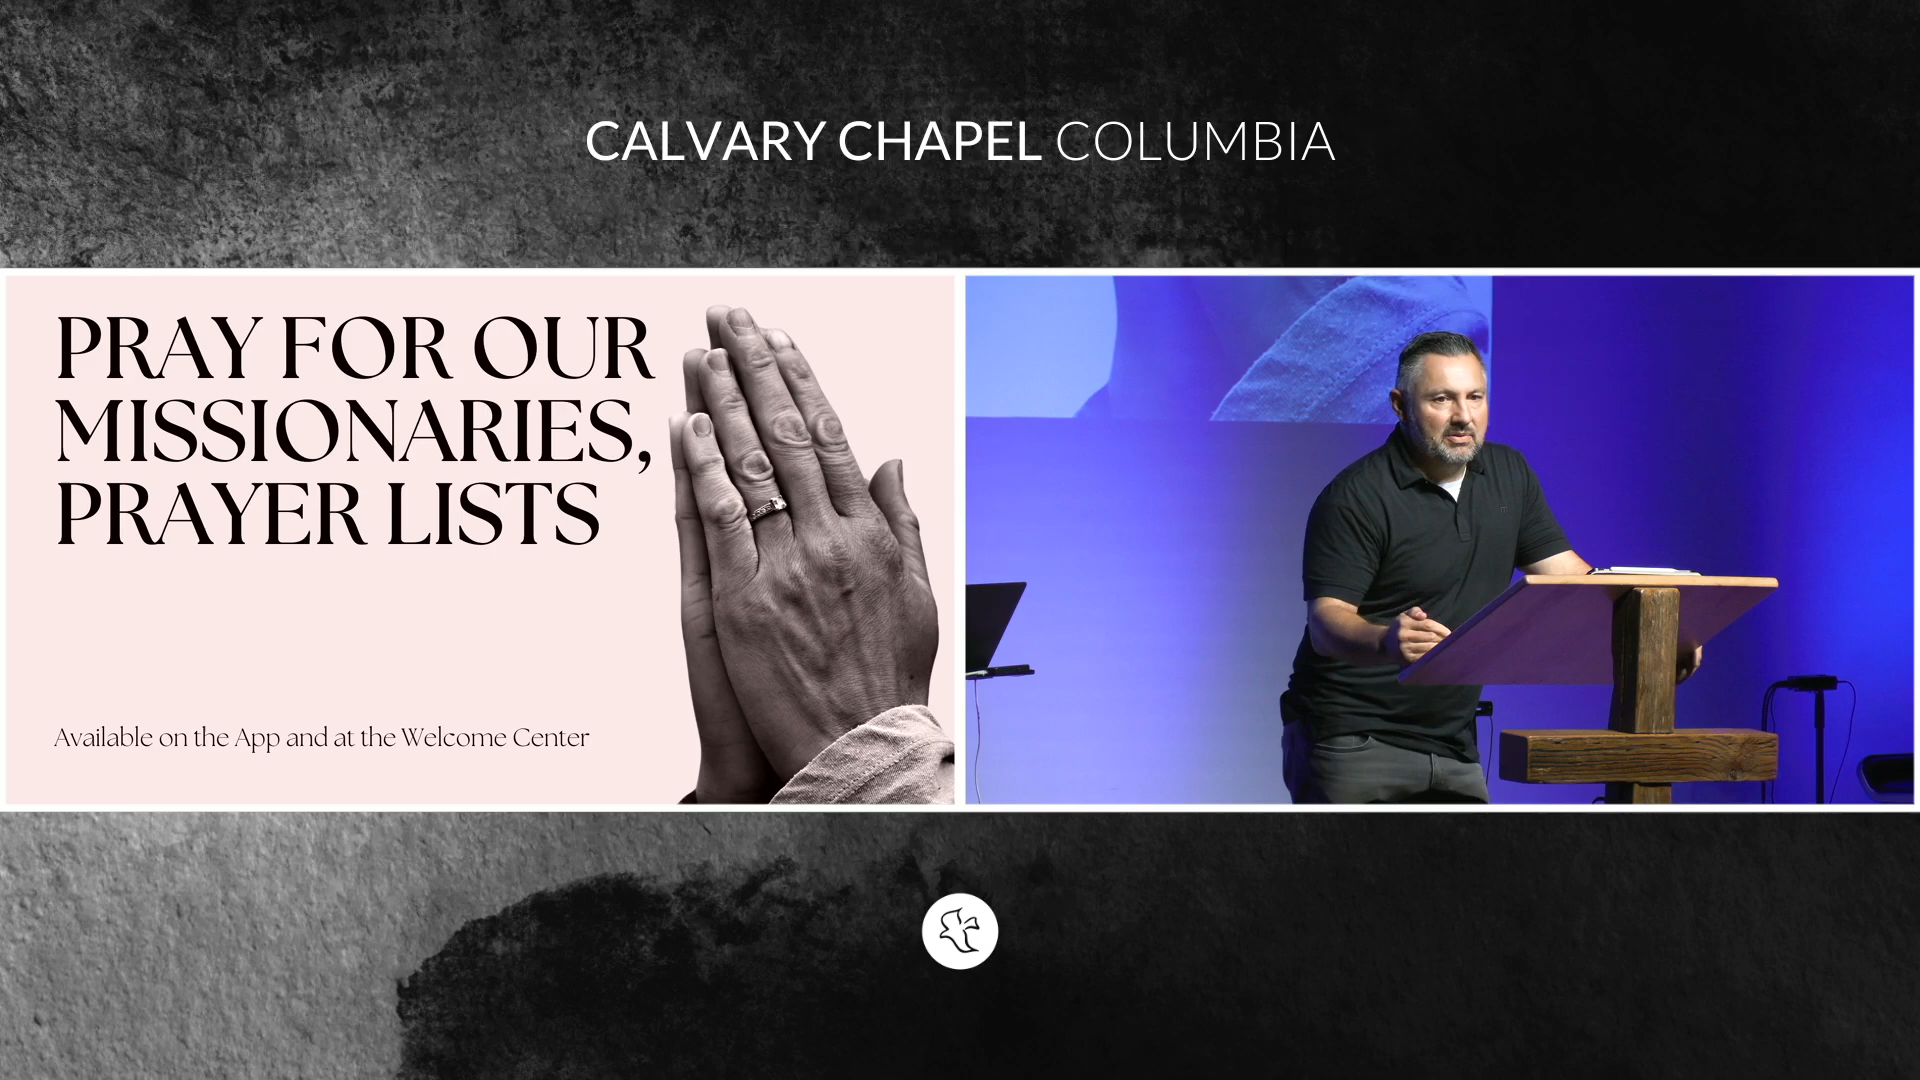 CALVARY CHAPEL COLUMBIA
PRAY FOR OUR
MISSIONARIES,
PRAYER LISTS
Available on the App and at the Welcome Center